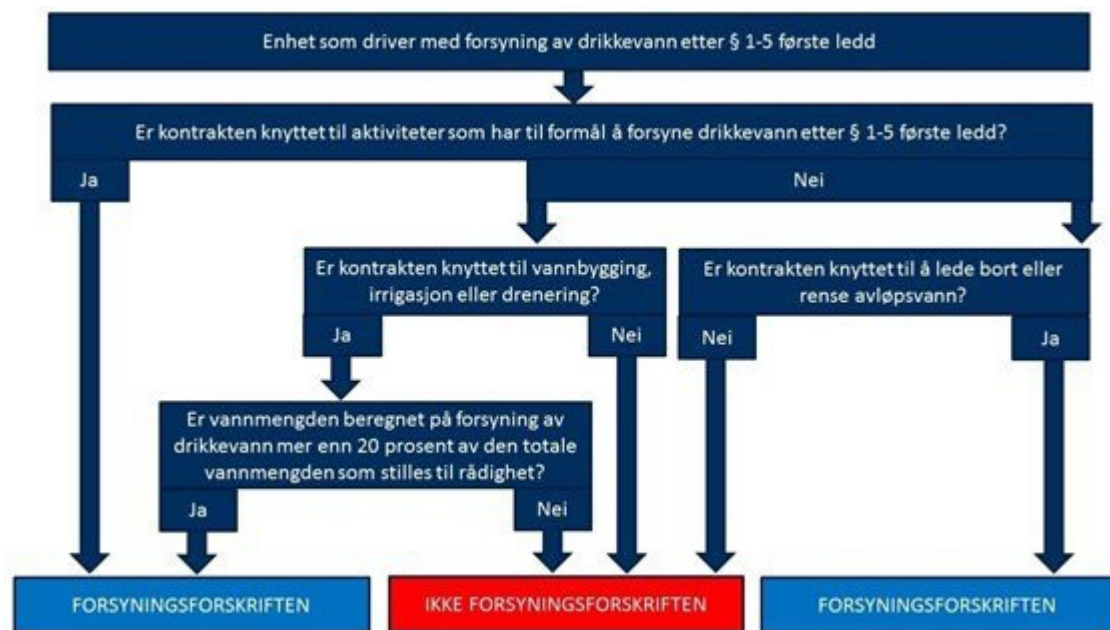 Enhet som driver med forsyning av drikkevann etter § 1-5 første ledd
Er kontrakten knyttet til aktiviteter som har til formål å forsyne drikkevann etter § 1-5 første ledd?
Ja
Nei
Er kontrakten knyttet til vannbygging,
irrigasjon eller drenering?
Ja
Nei
Er kontrakten knyttet til å lede bort eller
rense avløpsvann?
Nei
Ja
Er vannmengden beregnet på forsyning av
drikkevann mer enn 20 prosent av den totale
vannmengden som stilles til rådighet?
Ja
Nei
FORSYNINGSFORSKRIFTEN
IKKE FORSYNINGSFORSKRIFTEN
FORSYNINGSFORSKRIFTEN